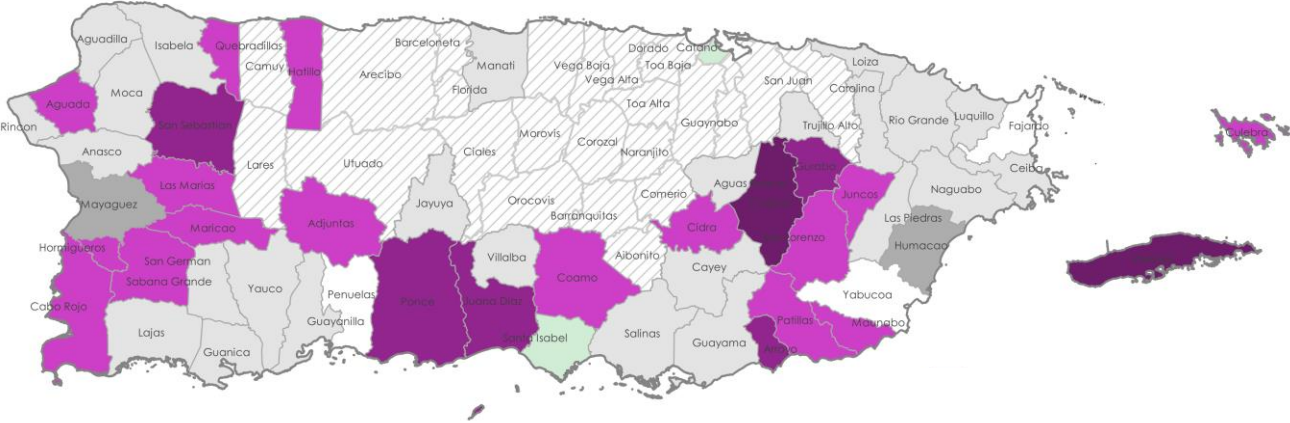 Aguadilla
Isabela
Quebradillas
Camuy
Hatillo
Arecibo
Barceloneta
Florida
Manati
Vega Baja
Vega Alta
Dorado
Toa Baja
Catano
Toa Alta
Guaynabo
San Juan
Trujillo Alto
Carolina
Loiza
Rio Grande
Luquillo
Fajardo
Ceiba
Culebra
Rincon
Aguada
Moca
San Sebastian
Anasco
Lares
Utuado
Ciales
Morovis
Corozal
Naranjito
Comerio
Aguas
Gurabo
Juncos
Naguabo
Las Piedras
Humacao
Mayaguez
Las Marias
Maricao
Adjuntas
Jayuya
Orocovis
Barranquitas
Aibonito
Cidra
Lorenzo
Hormigueros
San German
Sabana Grande
Cabo Rojo
Lajas
Guanica
Yauco
Guayanilla
Penuelas
Ponce
Juana Diaz
Villalba
Coamo
Santa Isabel
Salinas
Cayey
Guayama
Arroyo
Patillas
Maunabo
Yabucoa